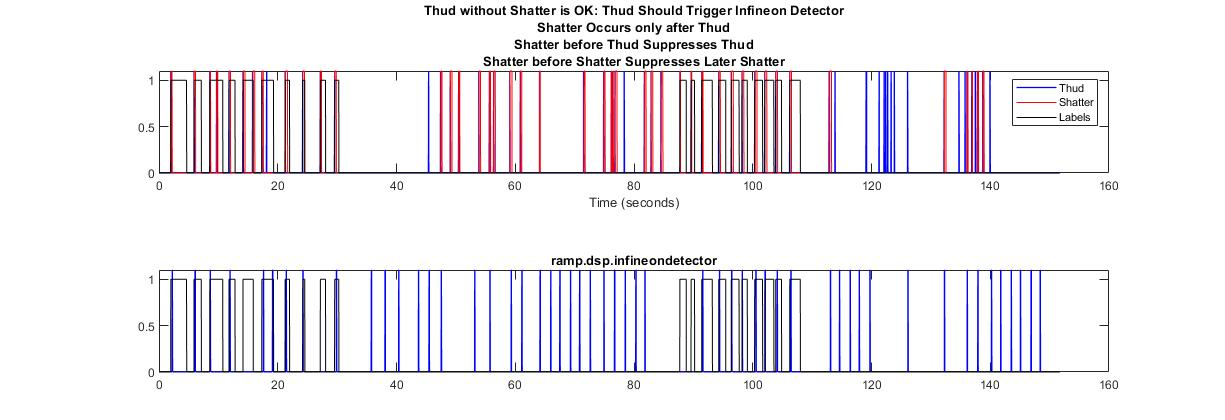 Thud without Shatter is OK: Thud Should Trigger Infineon Detector
Shatter Occurs only after Thud
Shatter before Thud Suppresses Thud
Shatter before Shatter Suppresses Later Shatter
1
0.5
0
Thud
Shatter
Labels
0 20 40 60 80 100 120 140 160
Time (seconds)
ramp.dsp.infineondetector
1
0.5
0
0 20 40 60 80 100 120 140 160